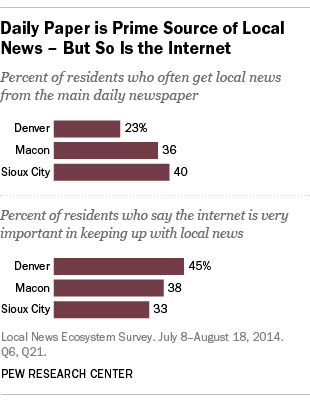 Daily Paper is Prime Source of Local
News – But So Is the Internet
Percent of residents who often get local news
from the main daily newspaper
Denver 23%
Macon 36
Sioux City 40
Percent of residents who say the internet is very
important in keeping up with local news
Denver 45%
Macon 38
Sioux City 33
Local News Ecosystem Survey. July 8–August 18, 2014.
Q6, Q21.
PEW RESEARCH CENTER